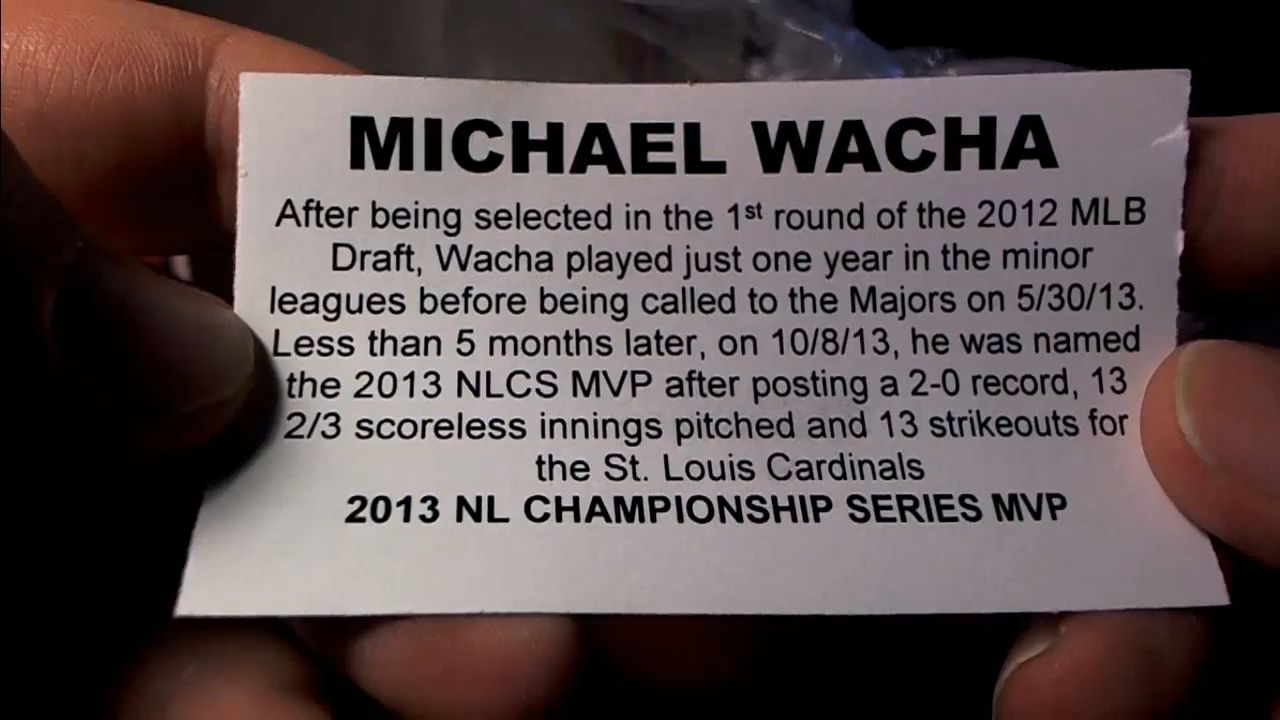 MICHAEL WACHA
After being selected in the 1st round of the 2012 MLB
Draft, Wacha played just one year in the minor
leagues before being called to the Majors on 5/30/13.
Less than 5 months later, on 10/8/13, he was named
the 2013 NLCS MVP after posting a 2-0 record, 13
2/3 scoreless innings pitched and 13 strikeouts for
the St. Louis Cardinals
2013 NL CHAMPIONSHIP SERIES MVP